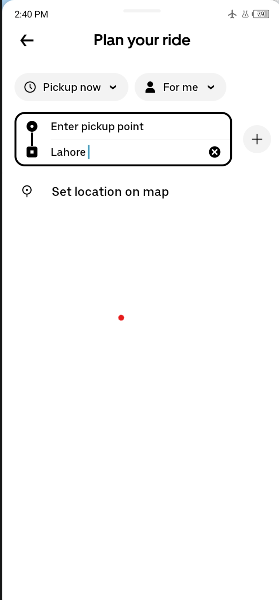 2:40 PM
Plan your ride
Pickup now
For me
Enter pickup point
Lahore
Set location on map